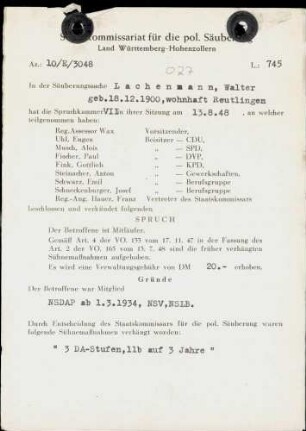 Staatskommissariat für die pol. Säuberung
Land Württemberg-Hohenzollern
Az.: 10/R/3048
L.: 745
027
In der Säuberungssache L a c h e n m a n n, Walter
geb.18.12.1900,wohnhaft Reutlingen
hat die Spruchkammer VII in ihrer Sitzung am 13.8.48 , an welcher
teilgenommen haben:
Reg.Assessor Wax Vorsitzender,
Uhl, Eugen Beisitzer — CDU,
Munsh, Alois „ — SPD,
Fischer, Paul „ — DVP,
Fink, Gottlieb „ — KPD,
Steinacher, Anton „ — Gewerkschaften,
Schwarz, Emil „ — Berufsgruppe
Schneckenburger, Josef „ — Berufsgruppe
Reg.-Ang. Hauer, Franz Vertreter des Staatskommissars
beschlossen und verkündet folgenden
SPRUCH
Der Betroffene ist Mitläufer.
Gemäß Art. 4 der VO. 133 vom 17. 11. 47 in der Fassung des
Art. 2 der VO. 165 vom 13. 7. 48 sind die früher verhängten
Sühnemaßnahmen aufgehoben.
Es wird eine Verwaltungsgebühr von DM 20.- erhoben.
Gründe
Der Betroffene war Mitglied
NSDAP ab 1.3.1934, NSV,NSLB.
Durch Entscheidung des Staatskommissars für die pol. Säuberung waren
folgende Sühnemaßnahmen verhängt worden:
" 3 DA-Stufen,11b auf 3 Jahre "